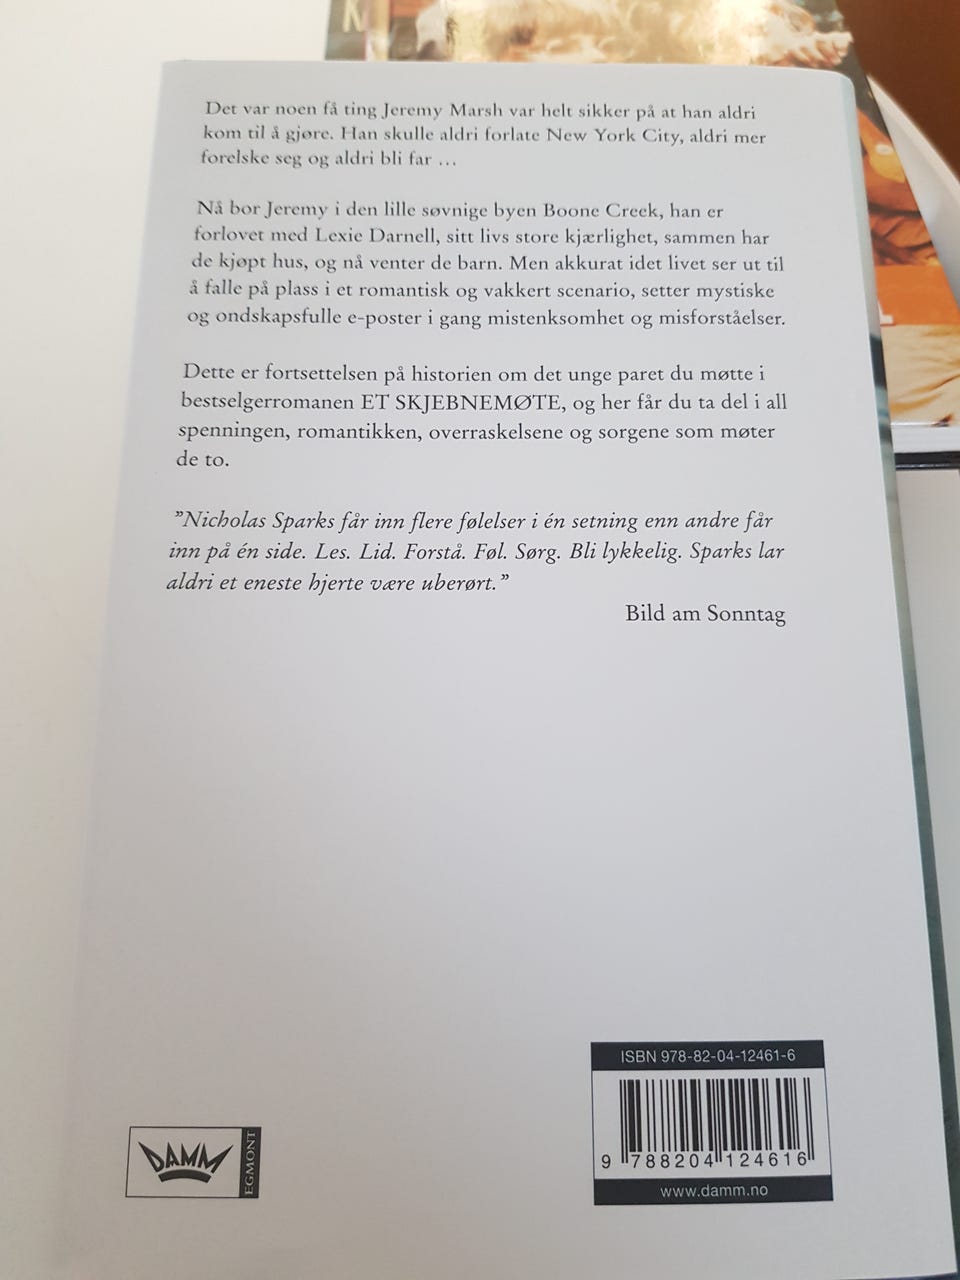 K
Det var noen få ting Jeremy Marsh var helt sikker på at han aldri
kom til å gjøre. Han skulle aldri forlate New York City, aldri mer
forelske seg og aldri bli far ...
Nå bor Jeremy i den lille søvnige byen Boone Creek, han er
forlovet med Lexie Darnell, sitt livs store kjærlighet, sammen har
de kjøpt hus, og nå venter de barn. Men akkurat idet livet ser ut til
å falle på plass i et romantisk og vakkert scenario, setter mystiske
og ondskapsfulle e-poster i gang mistenksomhet og misforståelser.
Dette er fortsettelsen på historien om det unge paret du møtte i
bestselgerromanen ET SKJEBNEMØTE, og her får du ta del i all
spenningen, romantikken, overraskelsene og sorgene som møter
de to.
”Nicholas Sparks får inn flere følelser i én setning enn andre får
inn på én side. Les. Lid. Forstå. Føl. Sørg. Bli lykkelig. Sparks lar
aldri et eneste hjerte være uberørt.”
Bild am Sonntag
ISBN 978-82-04-12461-6
9 788204 124616
www.damm.no
DAMM
EGMONT